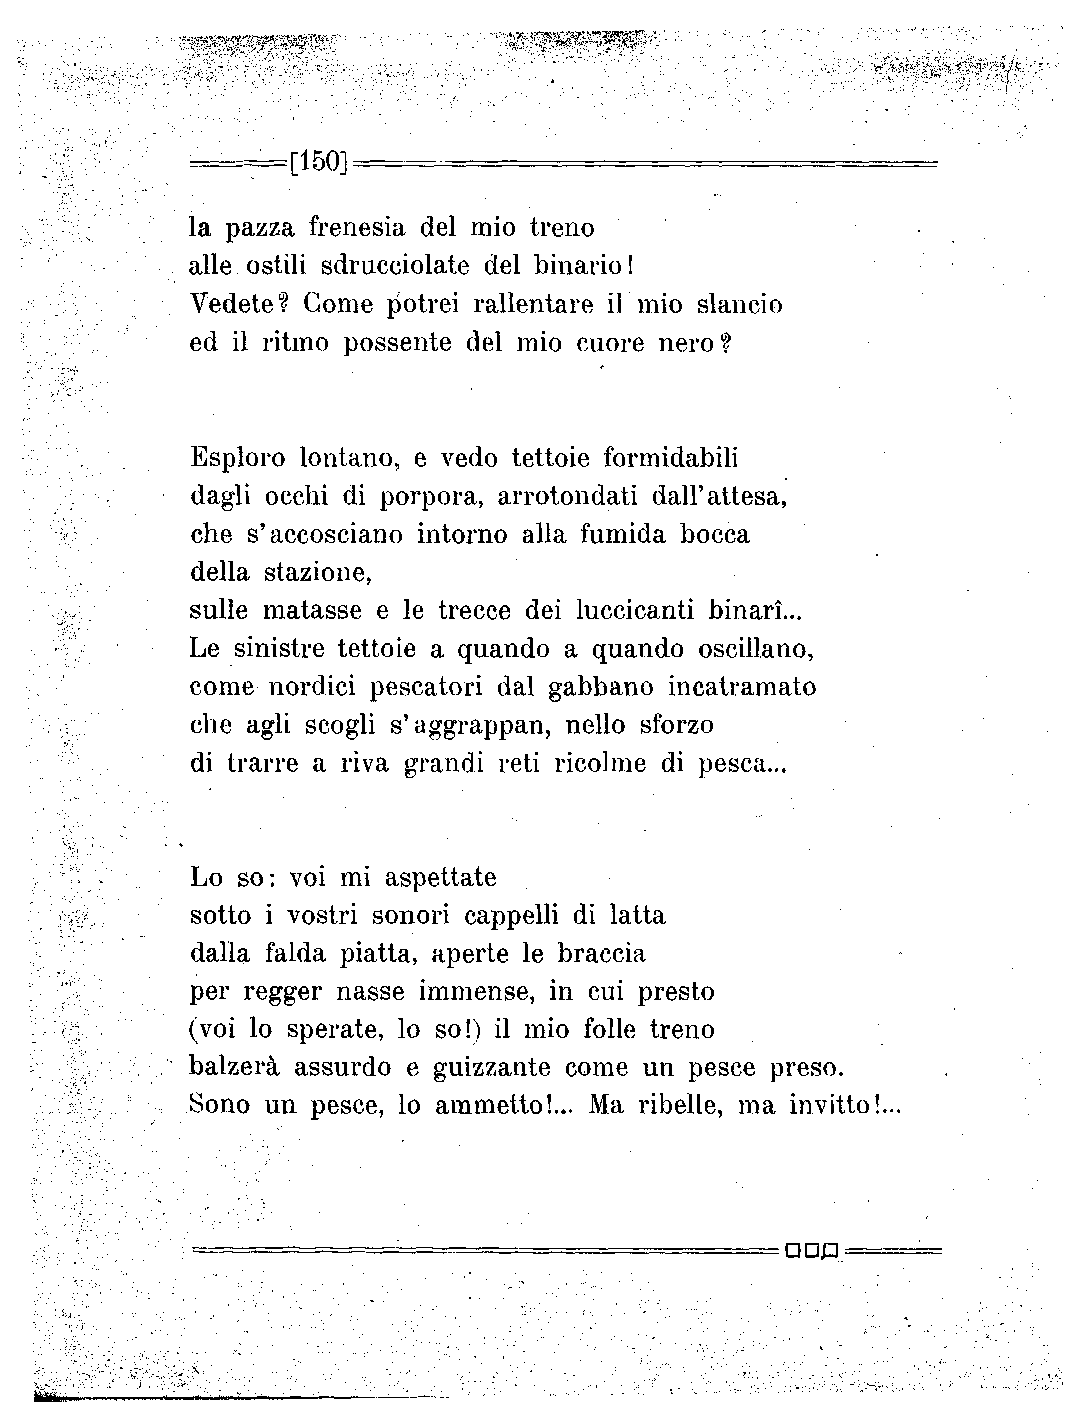 [150]
la pazza frenesia del mio treno
alle ostili sdrucciolate del binario!
Vedete? Come potrei rallentare il mio slancio
ed il ritmo possente del mio cuore nero?
Esploro lontano, e vedo tettoie formidabili
dagli occhi di porpora, arrotondati dall'attesa,
che s'accosciano intorno alla fumida bocca
della stazione,
sulle matasse e le trecce dei luccicanti binarî...
Le sinistre tettoie a quando a quando oscillano,
come nordici pescatori dal gabbano incatramato
che agli scogli s'aggrappan, nello sforzo
di trarre a riva grandi reti ricolme di pesca...
Lo so: voi mi aspettate
sotto i vostri sonori cappelli di latta
dalla falda piatta, aperte le braccia
per regger nasse immense, in cui presto
(voi lo sperate, lo so!) il mio folle treno
balzerà assurdo e guizzante come un pesce preso.
Sono un pesce, lo ammetto!... Ma ribelle, ma invitto!...